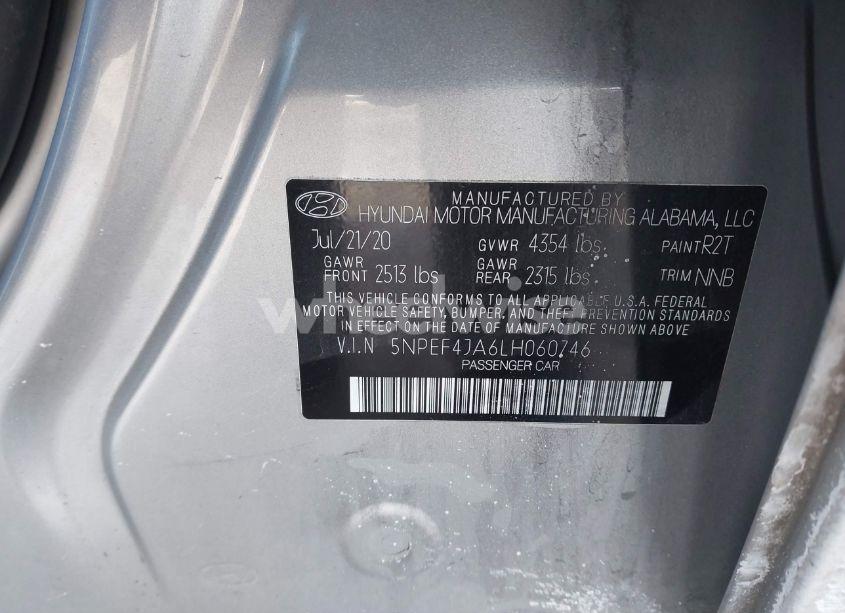 MANUFACTURED BY
HYUNDAI MOTOR MANUFACTURING ALABAMA, LLC
Jul/21/20 GVWR 4354 lbs. PAINT R2T
GAWR FRONT 2513 lbs GAWR REAR 2315 lbs. TRIM NNB
THIS VEHICLE CONFORMS TO ALL APPLICABLE U.S.A. FEDERAL
MOTOR VEHICLE SAFETY, BUMPER, AND THEFT PREVENTION STANDARDS
IN EFFECT ON THE DATE OF MANUFACTURE SHOWN ABOVE
V.I.N 5NPEF4JA6LH060746
PASSENGER CAR